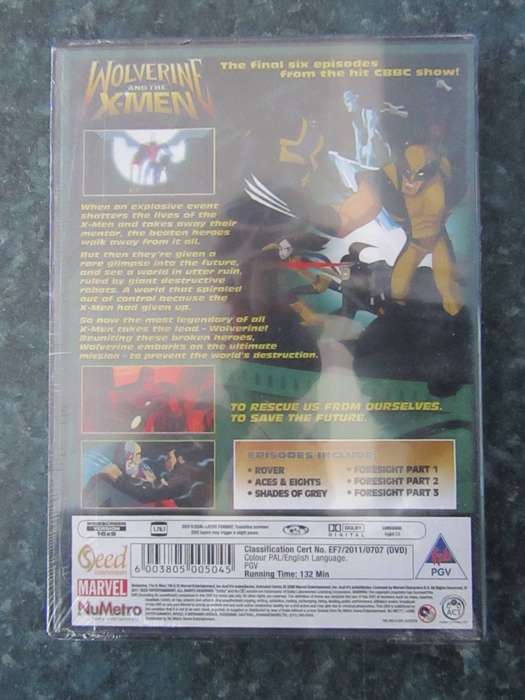 WOLVERINE
AND THE
X-MEN
The final six episodes
from the hit CBBC show!
When an explosive event
shatters the lives of the
X-Men and takes away their
mentor, the beaten heroes
walk away from it all.
But then they're given a
rare glimpse into the future,
and see a world in utter ruin,
ruled by giant destructive
robots. A world that spiraled
out of control because the
X-Men had given up.
So now the most legendary of all
X-Men takes the lead - Wolverine!
Reuniting these broken heroes,
Wolverine embarks on the ultimate
mission - to prevent the world's destruction.
TO RESCUE US FROM OURSELVES.
TO SAVE THE FUTURE.
EPISODES INCLUDE:
• ROVER
• ACES & EIGHTS
• SHADES OF GREY
• FORESIGHT PART 1
• FORESIGHT PART 2
• FORESIGHT PART 3
WIDESCREEN
VERSION
16x9
DOLBY
DIGITAL
Seed
6 003805 005045
Classification Cert No. EF7/2011/0707 (DVD)
Colour PAL/English Language.
PGV
Running Time: 132 Min
PGV
MARVEL
NuMetro
ACT